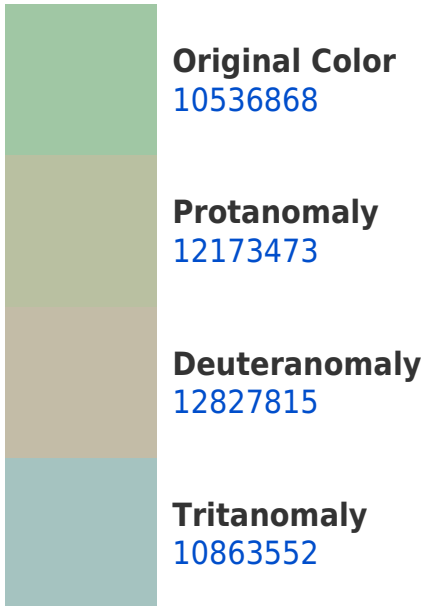 Original Color
10536868
Protanomaly
12173473
Deuteranomaly
12827815
Tritanomaly
10863552